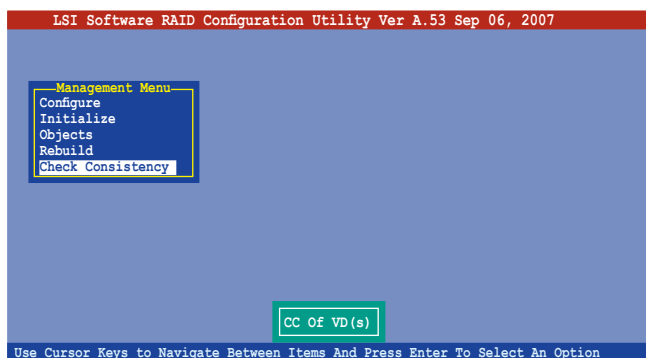 LSI Software RAID Configuration Utility Ver A.53 Sep 06, 2007
Management Menu
Configure
Initialize
Objects
Rebuild
Check Consistency
CC Of VD(s)
Use Cursor Keys to Navigate Between Items And Press Enter To Select An Option